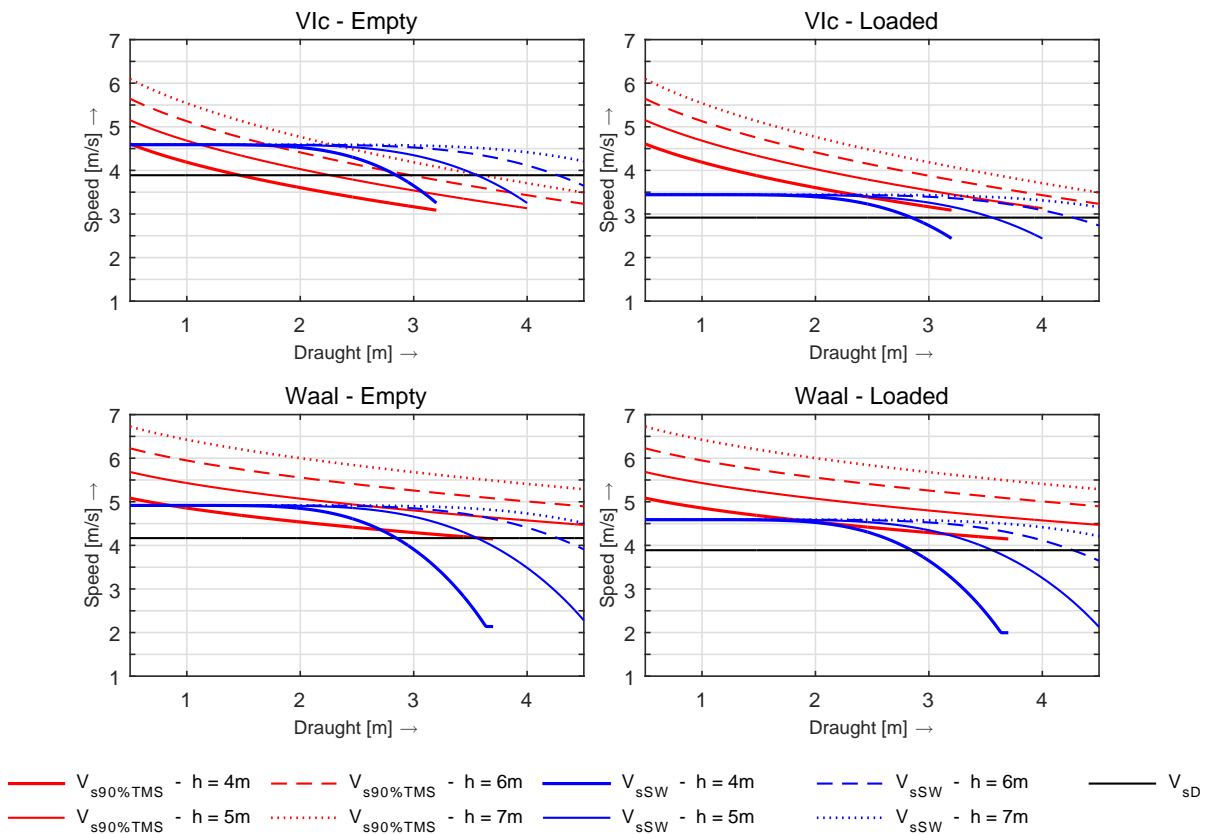 VIc - Empty
VIc - Loaded
7
6
5
4
3
2
1
Speed [m/s] →
1 2 3 4
Draught [m] →
7
6
5
4
3
2
1
Speed [m/s] →
1 2 3 4
Draught [m] →
Waal - Empty
Waal - Loaded
7
6
5
4
3
2
1
Speed [m/s] →
1 2 3 4
Draught [m] →
7
6
5
4
3
2
1
Speed [m/s] →
1 2 3 4
Draught [m] →
Vs90%TMS - h = 4m Vs90%TMS - h = 6m VsSW - h = 4m VsSW - h = 6m VsD
Vs90%TMS - h = 5m Vs90%TMS - h = 7m VsSW - h = 5m VsSW - h = 7m